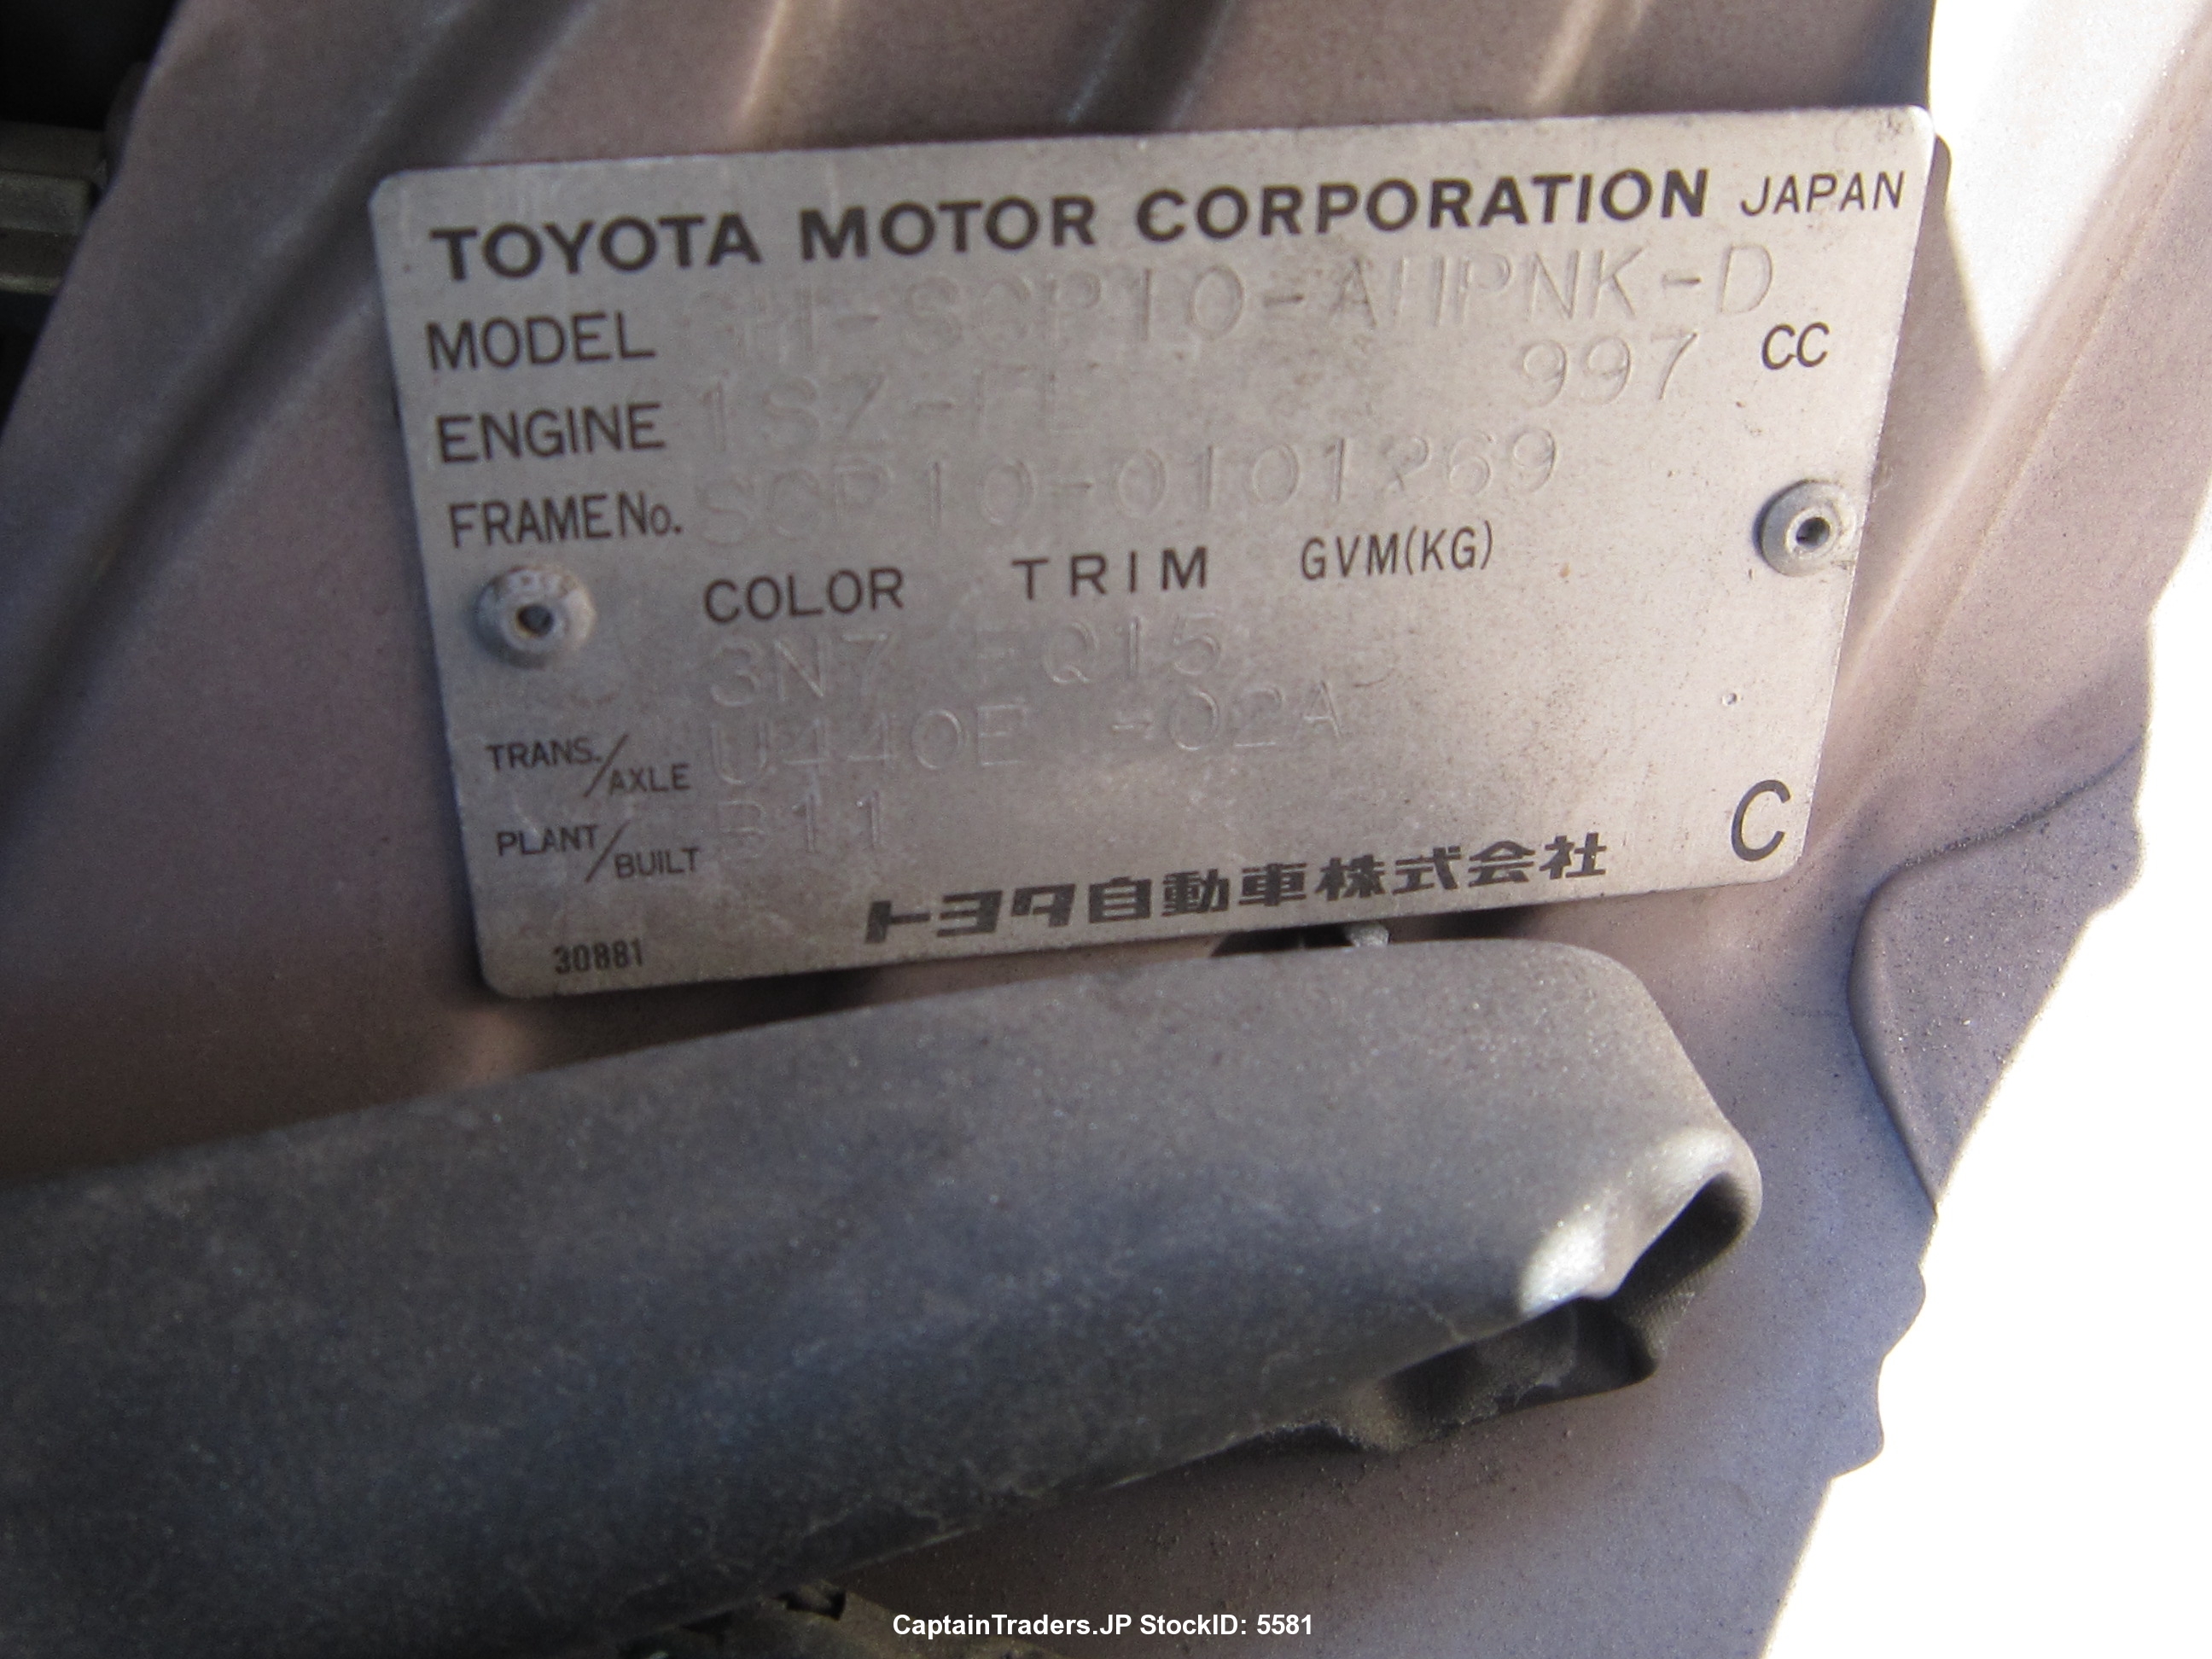 TOYOTA MOTOR CORPORATION JAPAN
MODEL GH-SCP10-AHPNK-D
ENGINE 1SZ-FE 997 CC
FRAME No. SCP10-0101269
COLOR TRIM GVM(KG)
3N7 FQ15
TRANS./AXLE U440E -02A
PLANT/BUILT B11
トヨタ自動車株式会社 C
30881
CaptainTraders.JP StockID: 5581